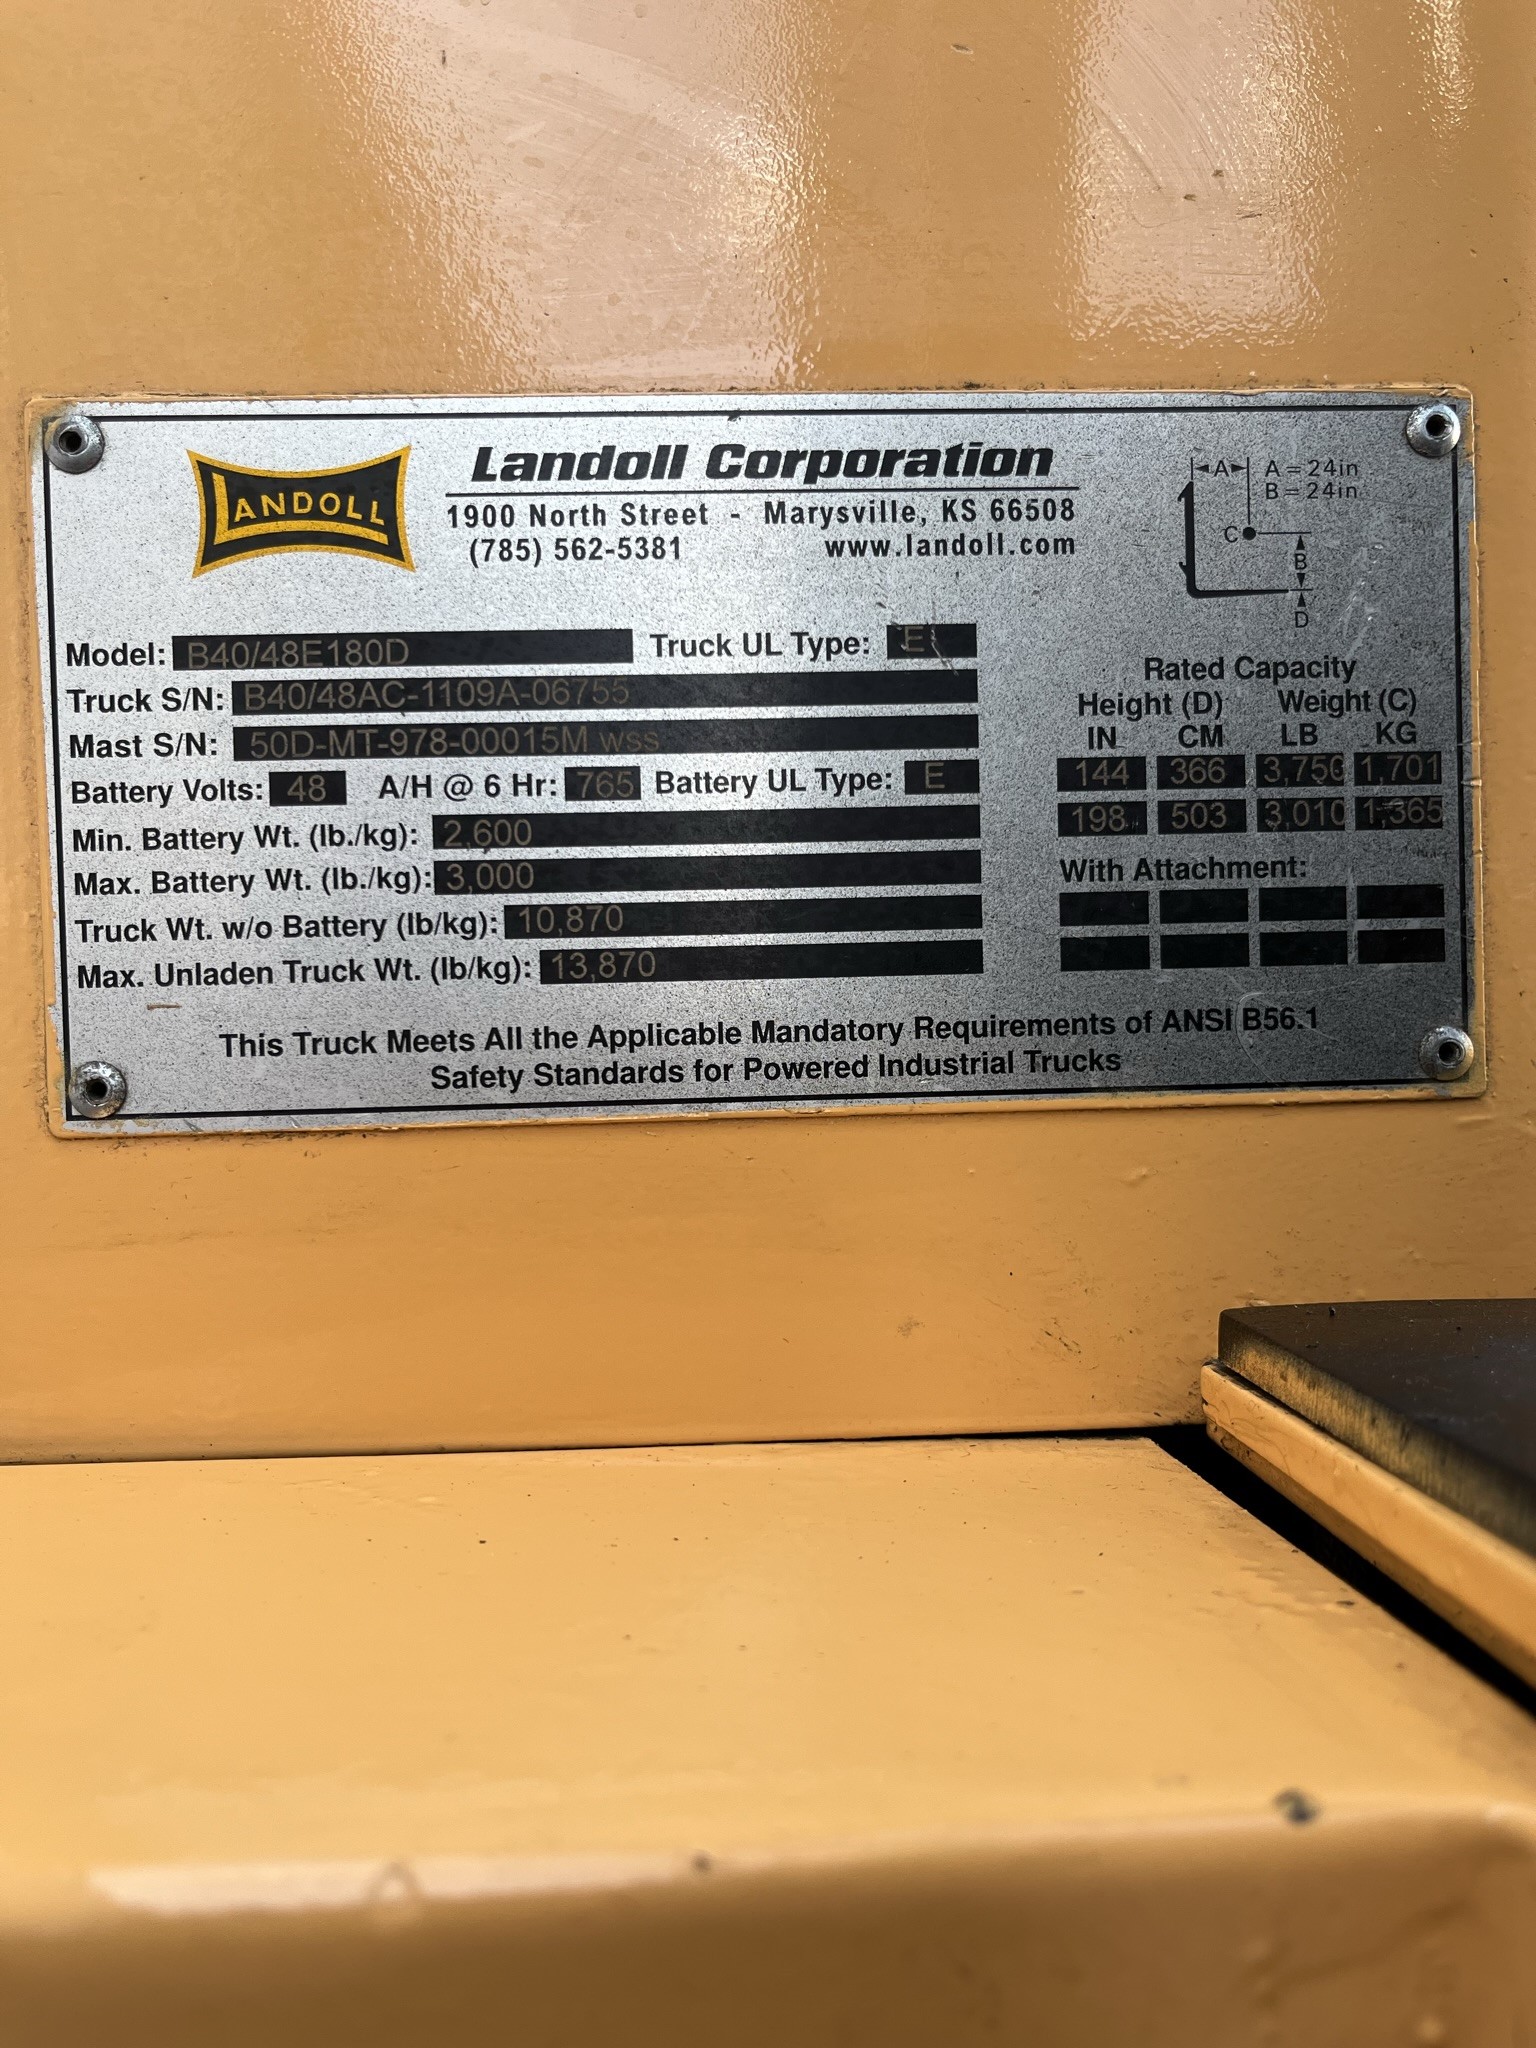 LANDOLL
Landoll Corporation
1900 North Street - Marysville, KS 66508
(785) 562-5381 www.landoll.com
A A = 24in
B = 24in
C
B
D
Model: B40/48E180D Truck UL Type: E
Truck S/N: B40/48AC-1109A-06755
Mast S/N: 50D-MT-978-00015M WSS
Battery Volts: 48 A/H @ 6 Hr: 765 Battery UL Type: E
Min. Battery Wt. (lb./kg): 2,600
Max. Battery Wt. (lb./kg): 3,000
Truck Wt. w/o Battery (lb/kg): 10,870
Max. Unladen Truck Wt. (lb/kg): 13,870
Rated Capacity
Height (D) Weight (C)
IN CM LB KG
144 366 3,750 1,701
198 503 3,010 1,365
With Attachment:
This Truck Meets All the Applicable Mandatory Requirements of ANSI B56.1
Safety Standards for Powered Industrial Trucks